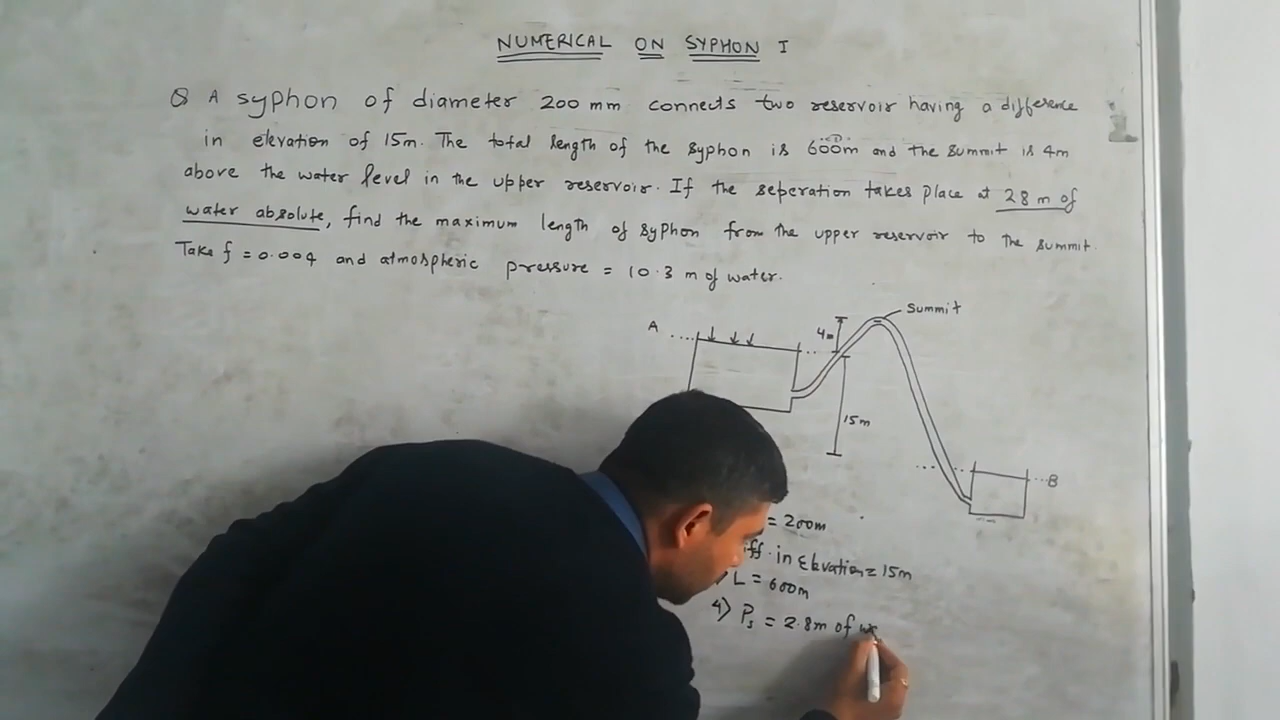 NUMERICAL ON SYPHON I
Q A syphon of diameter 200 mm connects two reservoir having a difference
in elevation of 15m. The total length of the syphon is 600m and the summit is 4m
above the water level in the upper reservoir. If the seperation takes place at 2.8 m of
water absolute, find the maximum length of syphon from the upper reservoir to the summit.
Take f = 0.004 and atmospheric pressure = 10.3 m of water.
Summit
A
4m
15m
B
= 200m
iff. in Elevation = 15m
L = 600m
4) Ps = 2.8m of